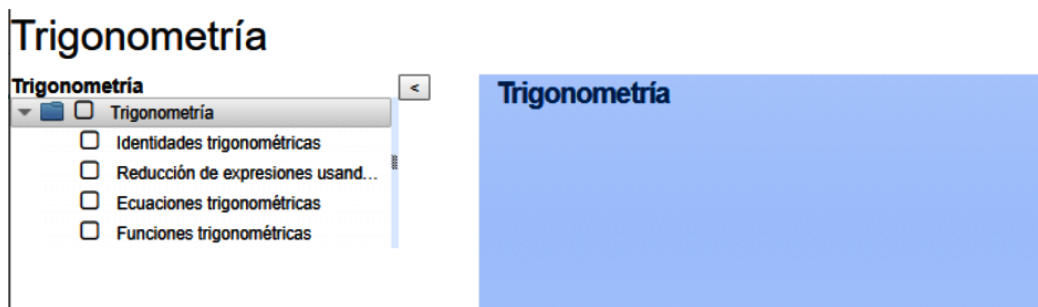 Trigonometría
Trigonometría
<
Trigonometría
Trigonometría
Identidades trigonométricas
Reducción de expresiones usand...
Ecuaciones trigonométricas
Funciones trigonométricas